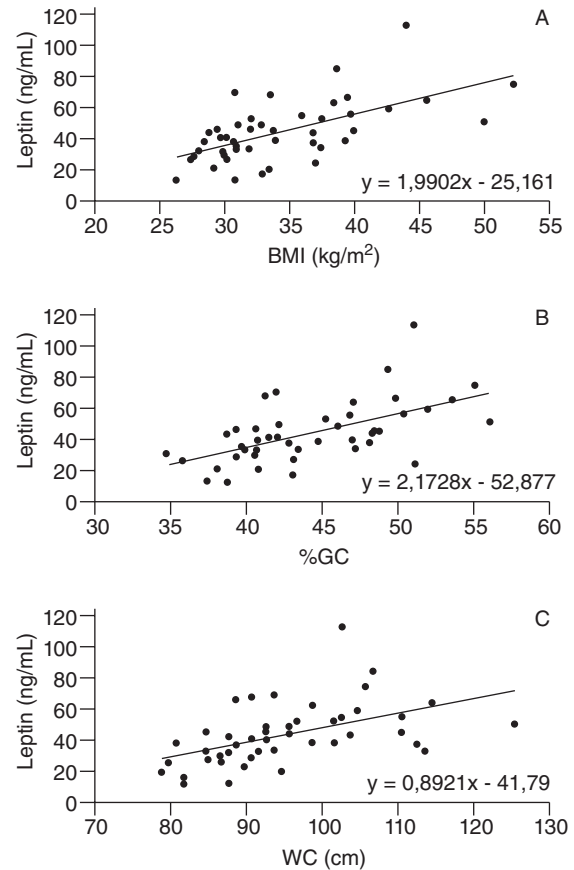 A
120
100
80
60
40
20
0
Leptin (ng/mL)
y = 1,9902x - 25,161
20 25 30 35 40 45 50 55
BMI (kg/m²)
B
120
100
80
60
40
20
0
Leptin (ng/mL)
y = 2,1728x - 52,877
30 35 40 45 50 55 60
%GC
C
120
100
80
60
40
20
0
Leptin (ng/mL)
y = 0,8921x - 41,79
70 80 90 100 110 120 130
WC (cm)